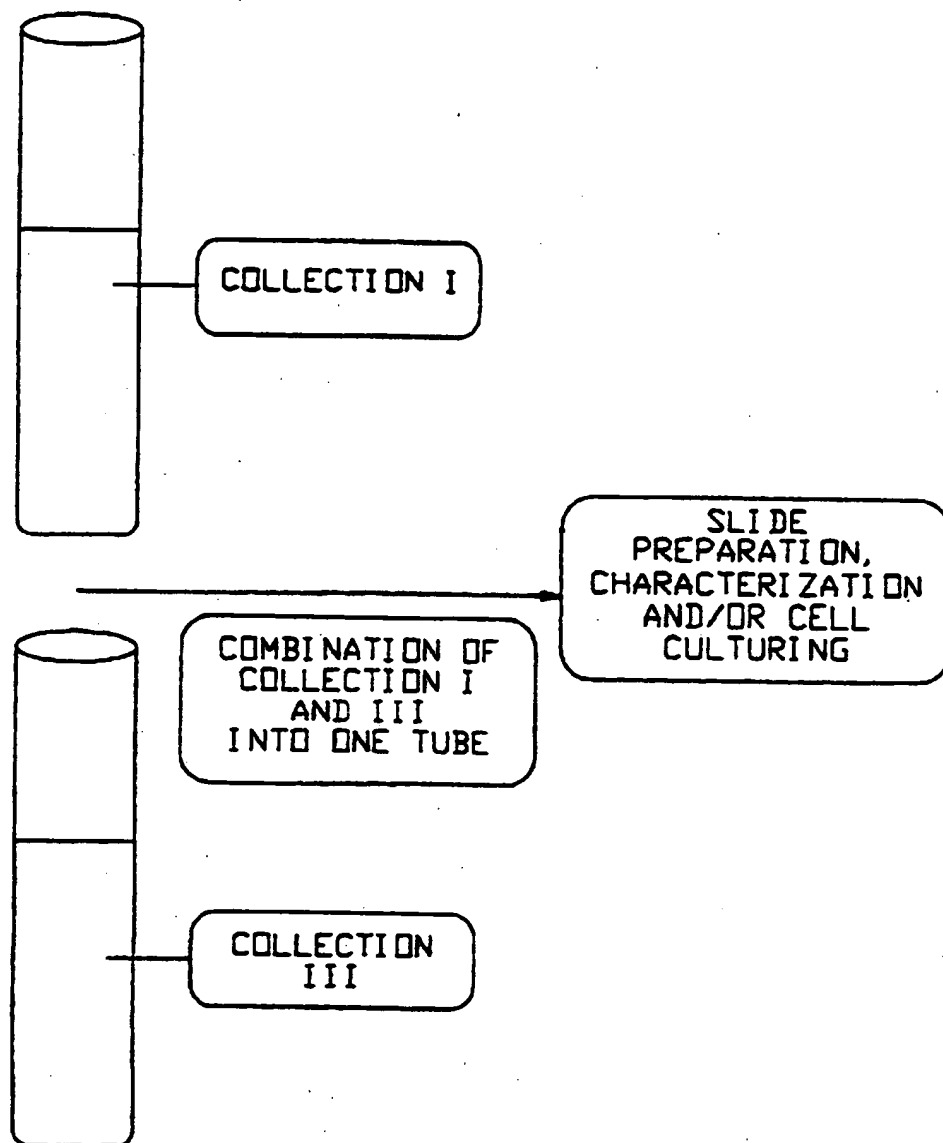 COLLECTION I
SLIDE
PREPARATION,
CHARACTERIZATION
AND/OR CELL
CULTURING
COMBINATION OF
COLLECTION I
AND III
INTO ONE TUBE
COLLECTION
III